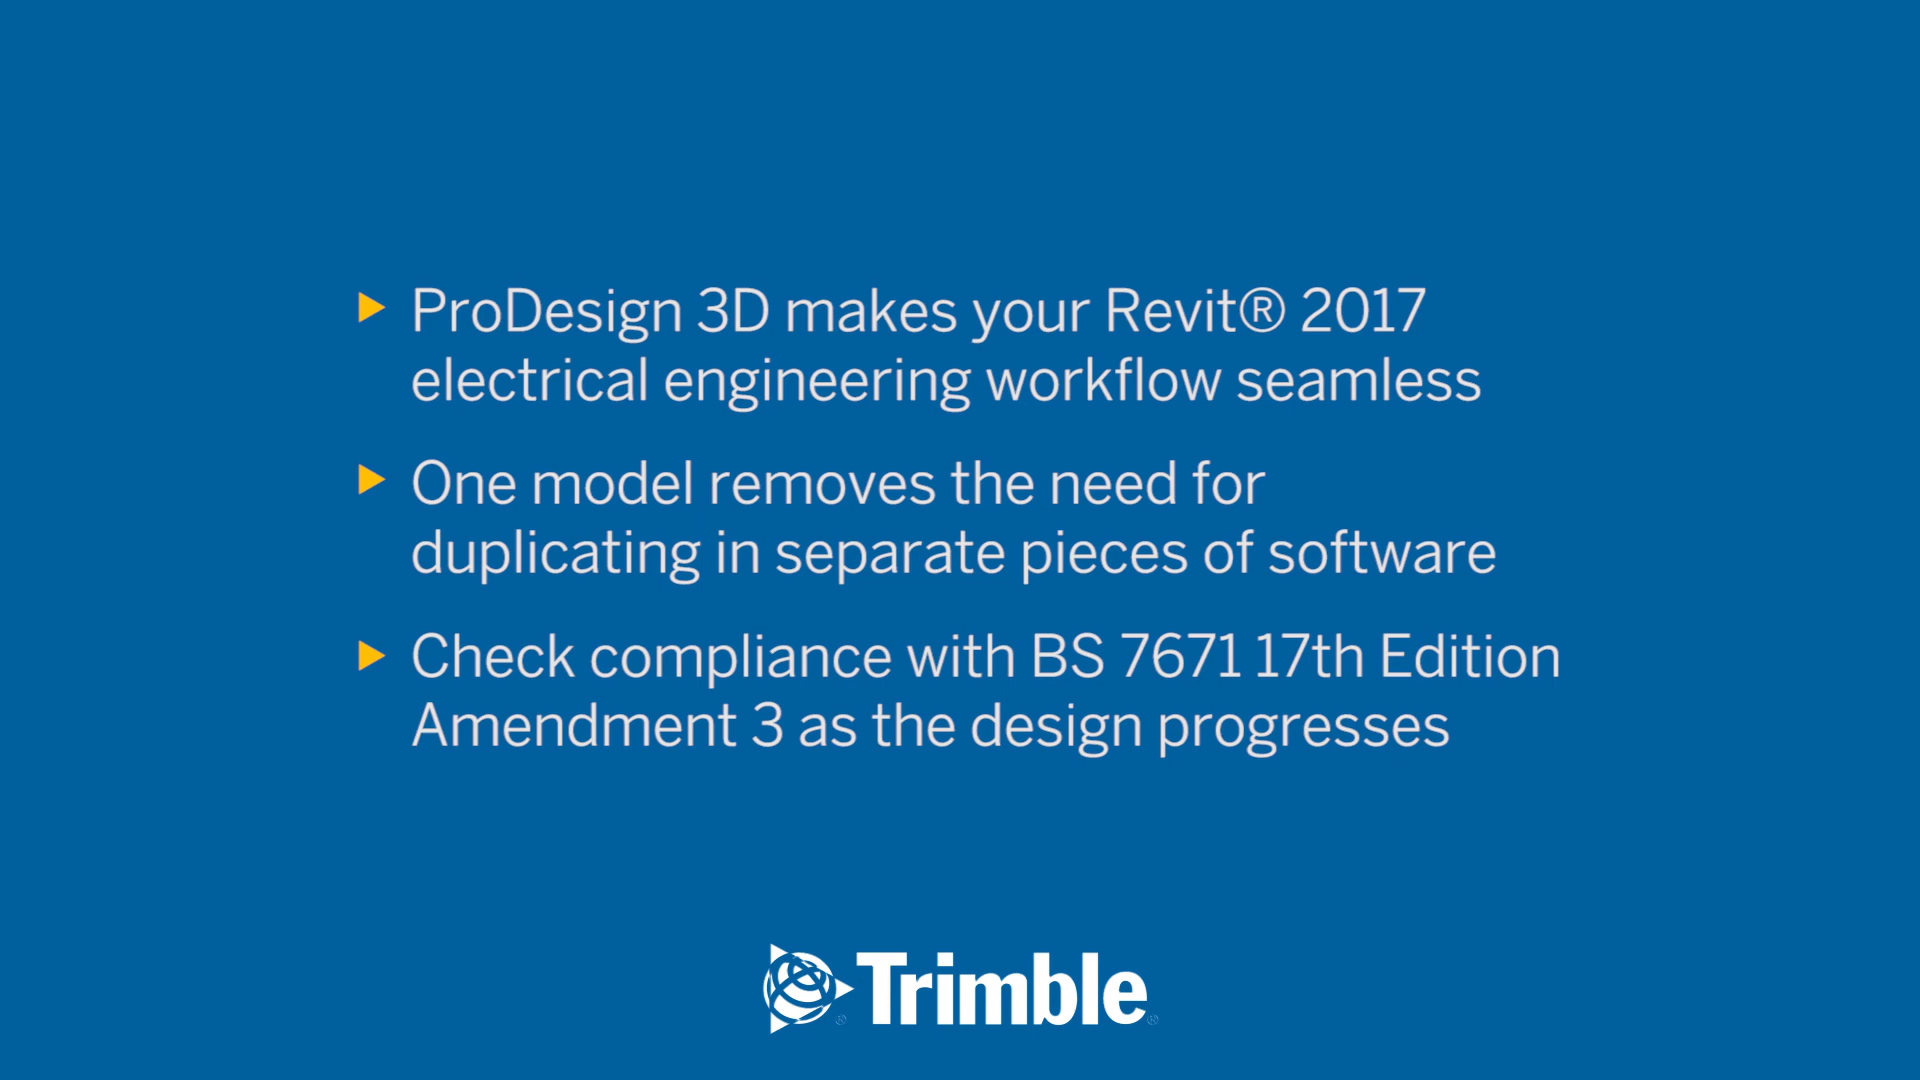 ProDesign 3D makes your Revit® 2017
electrical engineering workflow seamless
One model removes the need for
duplicating in separate pieces of software
Check compliance with BS 7671 17th Edition
Amendment 3 as the design progresses
Trimble®